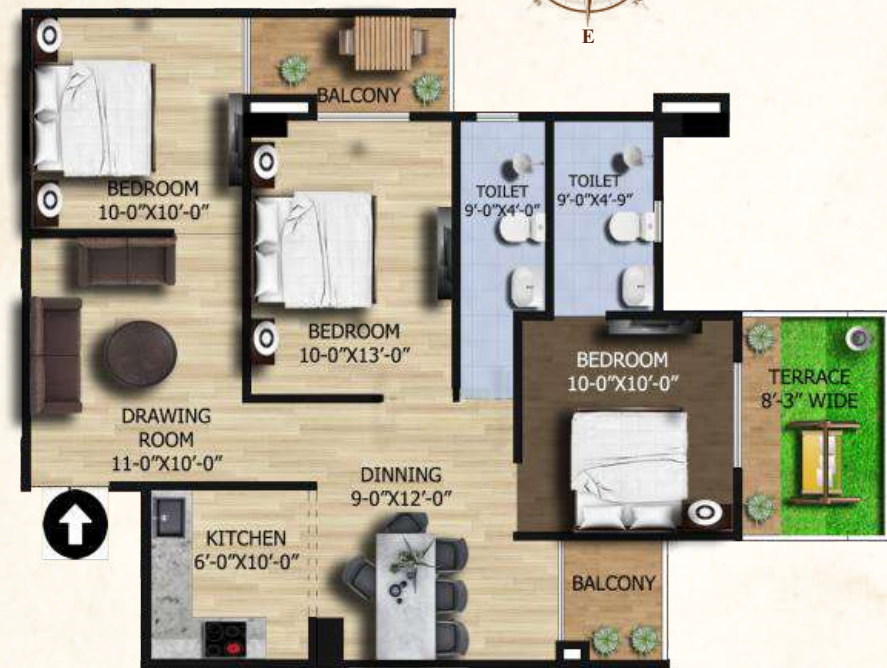 E
BALCONY
BEDROOM
10-0"X10'-0"
TOILET
9'-0"X4'-0"
TOILET
9'-0"X4'-9"
BEDROOM
10-0"X13'-0"
BEDROOM
10-0"X10'-0"
TERRACE
8'-3" WIDE
DRAWING
ROOM
11-0"X10'-0"
DINNING
9-0"X12'-0"
KITCHEN
6'-0"X10'-0"
BALCONY